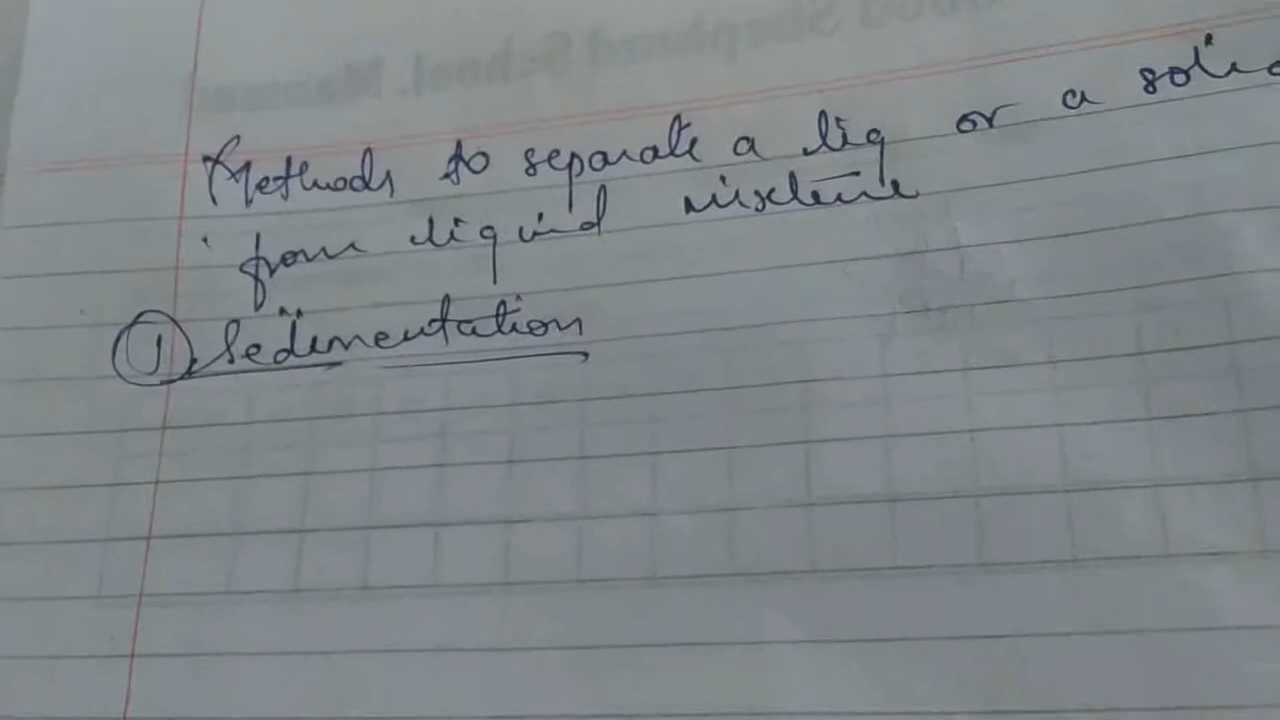 Methods to separate a liq or a solid
from liquid mixture
① Sedimentation